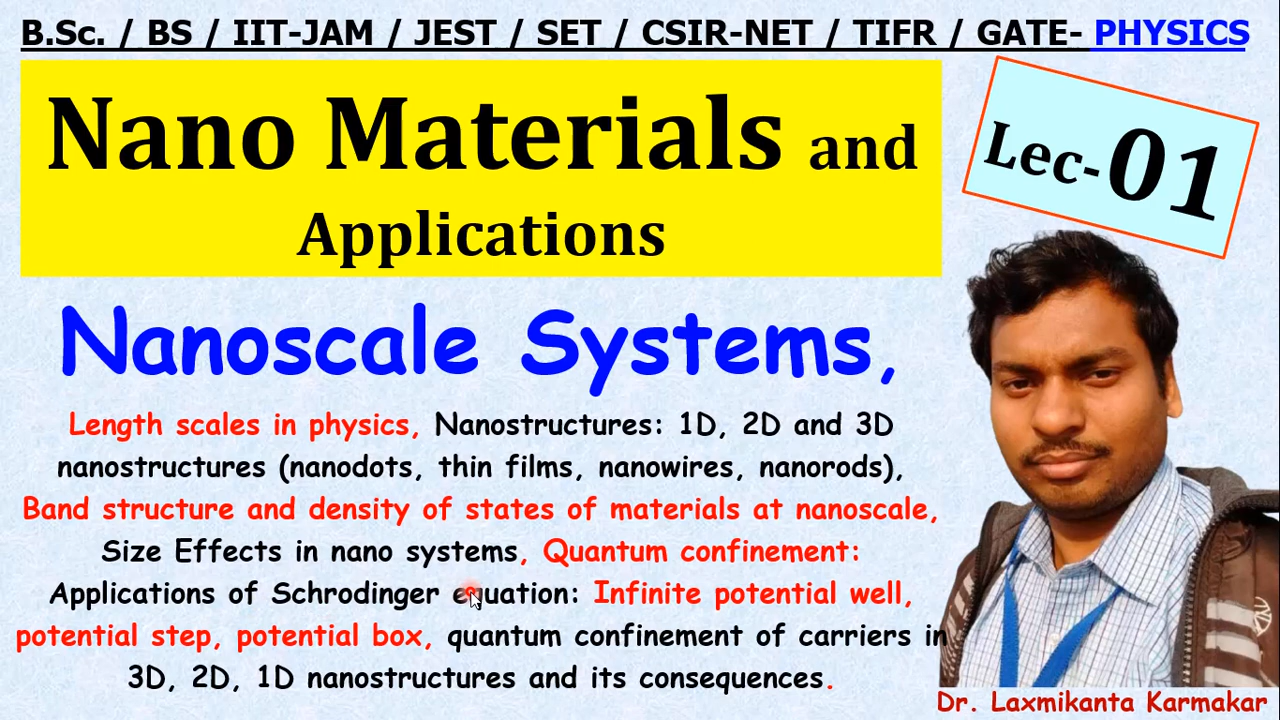 B.Sc. / BS / IIT-JAM / JEST / SET / CSIR-NET / TIFR / GATE- PHYSICS
Nano Materials and
Applications
Lec-01
Nanoscale Systems,
Length scales in physics, Nanostructures: 1D, 2D and 3D
nanostructures (nanodots, thin films, nanowires, nanorods),
Band structure and density of states of materials at nanoscale,
Size Effects in nano systems, Quantum confinement:
Applications of Schrodinger equation: Infinite potential well,
potential step, potential box, quantum confinement of carriers in
3D, 2D, 1D nanostructures and its consequences.
Dr. Laxmikanta Karmakar